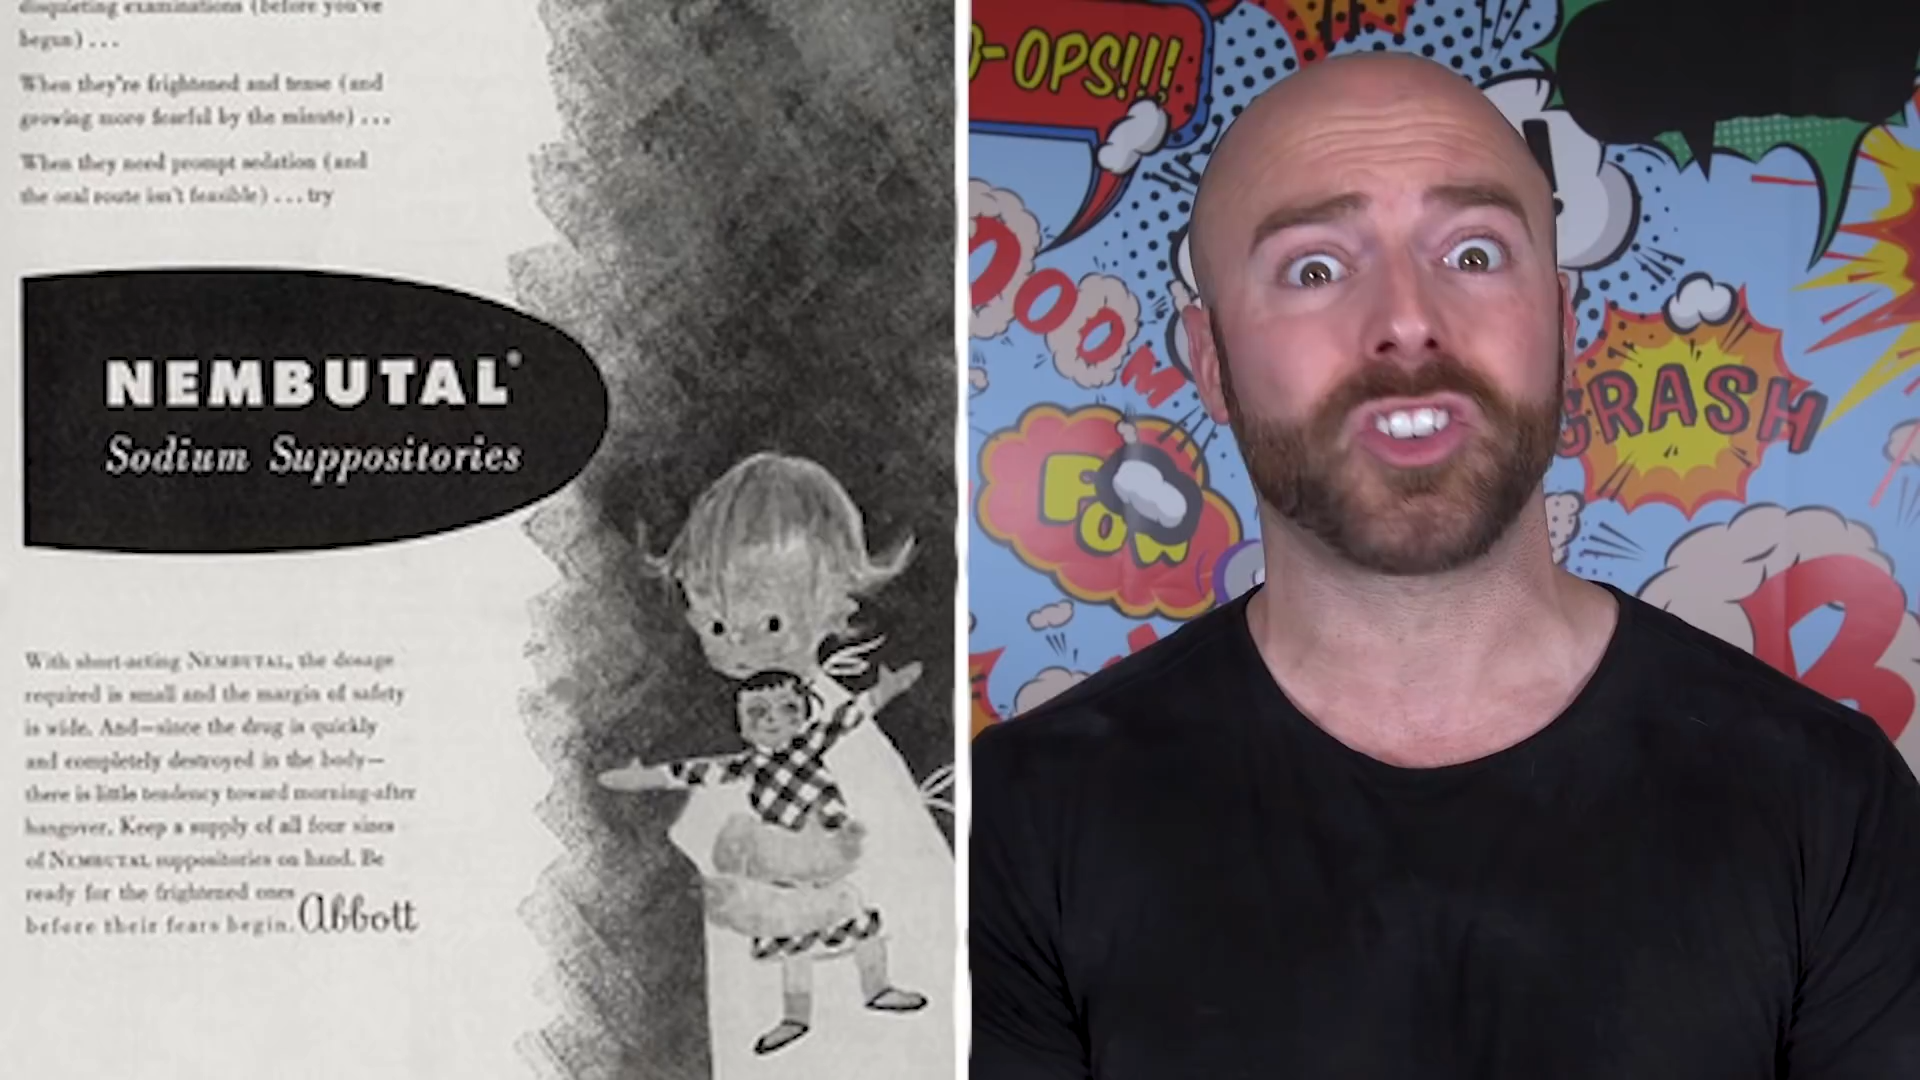 disquieting examinations (before you've
begun) . . .
When they're frightened and tense (and
growing more fearful by the minute) . . .
When they need prompt sedation (and
the oral route isn't feasible) . . . try
NEMBUTAL®
Sodium Suppositories
With short-acting NEMBUTAL, the dosage
required is small and the margin of safety
is wide. And—since the drug is quickly
and completely destroyed in the body—
there is little tendency toward morning-after
hangover. Keep a supply of all four sizes
of NEMBUTAL suppositories on hand. Be
ready for the frightened ones
before their fears begin. Abbott
-OPS!!!
OOM
POW
CRASH